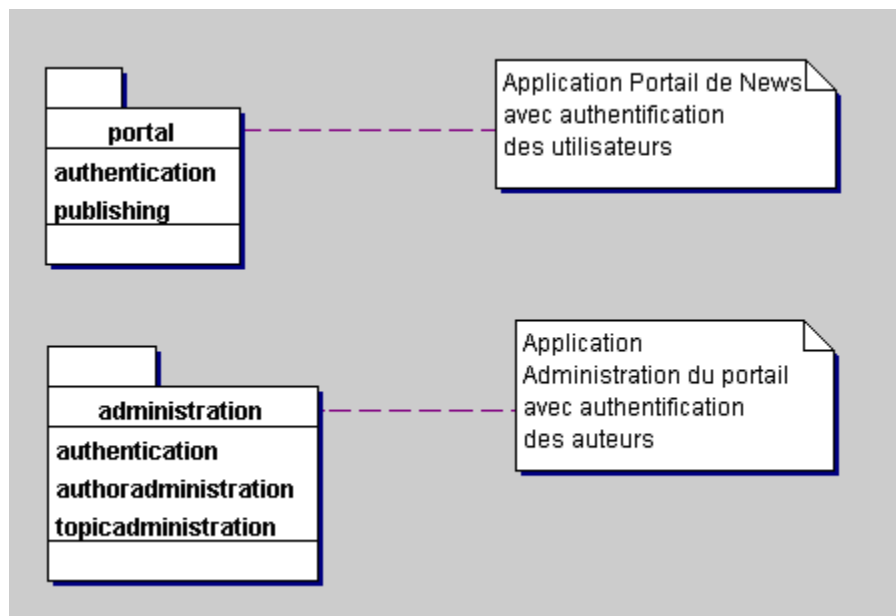 portal
authentication
publishing
Application Portail de News
avec authentification
des utilisateurs
administration
authentication
authoradministration
topicadministration
Application
Administration du portail
avec authentification
des auteurs